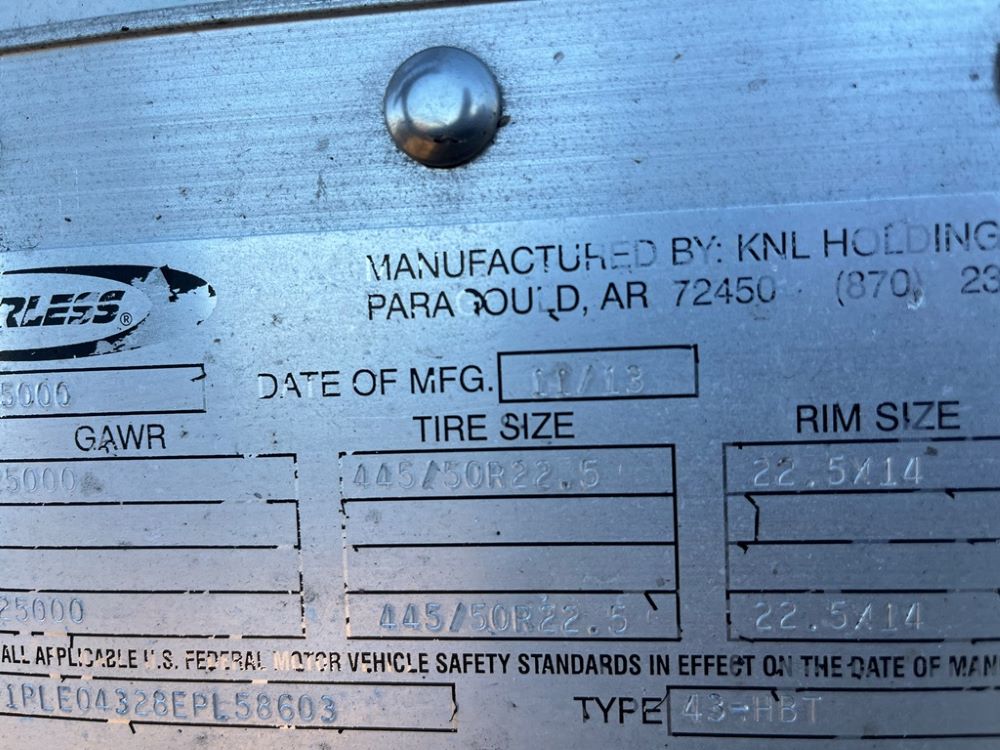 RLESS®
MANUFACTURED BY: KNL HOLDING
PARAGOULD, AR 72450 (870) 23
5000
DATE OF MFG. 11/13
GAWR TIRE SIZE RIM SIZE
25000 445/50R22.5 22.5X14
25000 445/50R22.5 22.5X14
ALL APPLICABLE U.S. FEDERAL MOTOR VEHICLE SAFETY STANDARDS IN EFFECT ON THE DATE OF MAN
1PLE04328EPL58603 TYPE 43-HBT